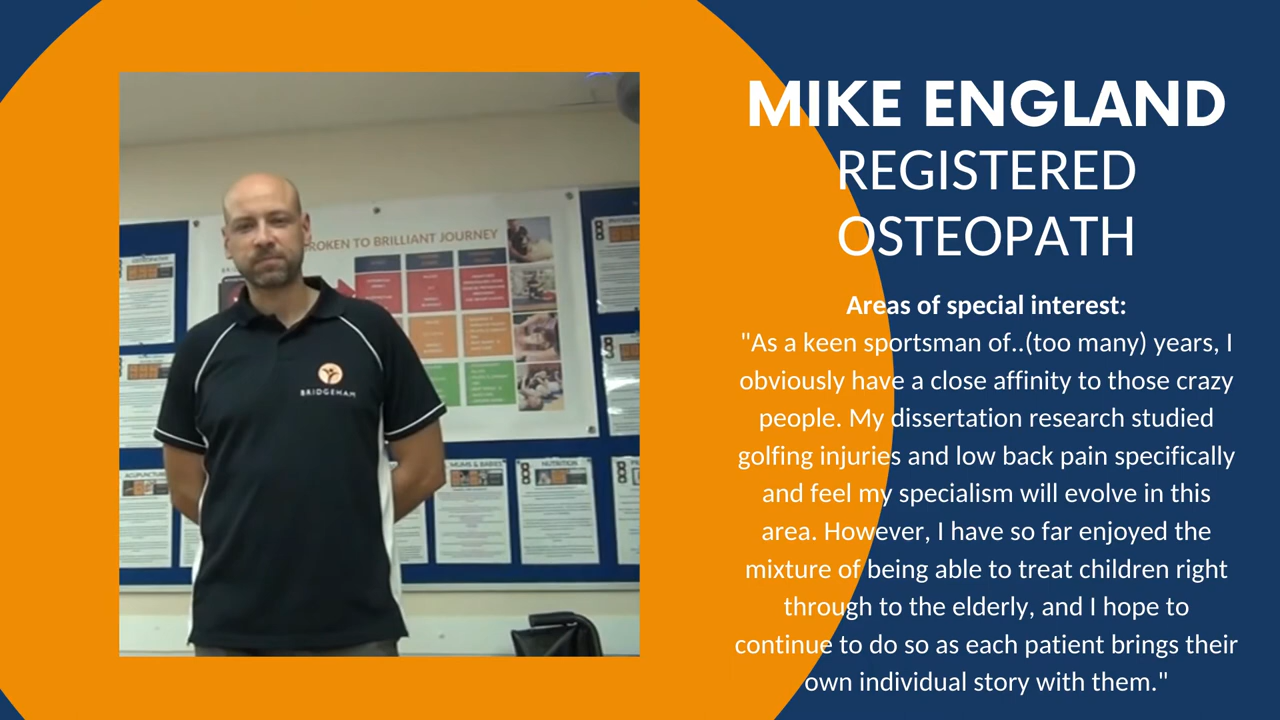 MIKE ENGLAND
REGISTERED
OSTEOPATH
Areas of special interest:
"As a keen sportsman of..(too many) years, I
obviously have a close affinity to those crazy
people. My dissertation research studied
golfing injuries and low back pain specifically
and feel my specialism will evolve in this
area. However, I have so far enjoyed the
mixture of being able to treat children right
through to the elderly, and I hope to
continue to do so as each patient brings their
own individual story with them."
ROKEN TO BRILLIANT JOURNEY
BRIDGEHAM
ACUPUNCTUR
MUMS & BABIES
NUTRITION